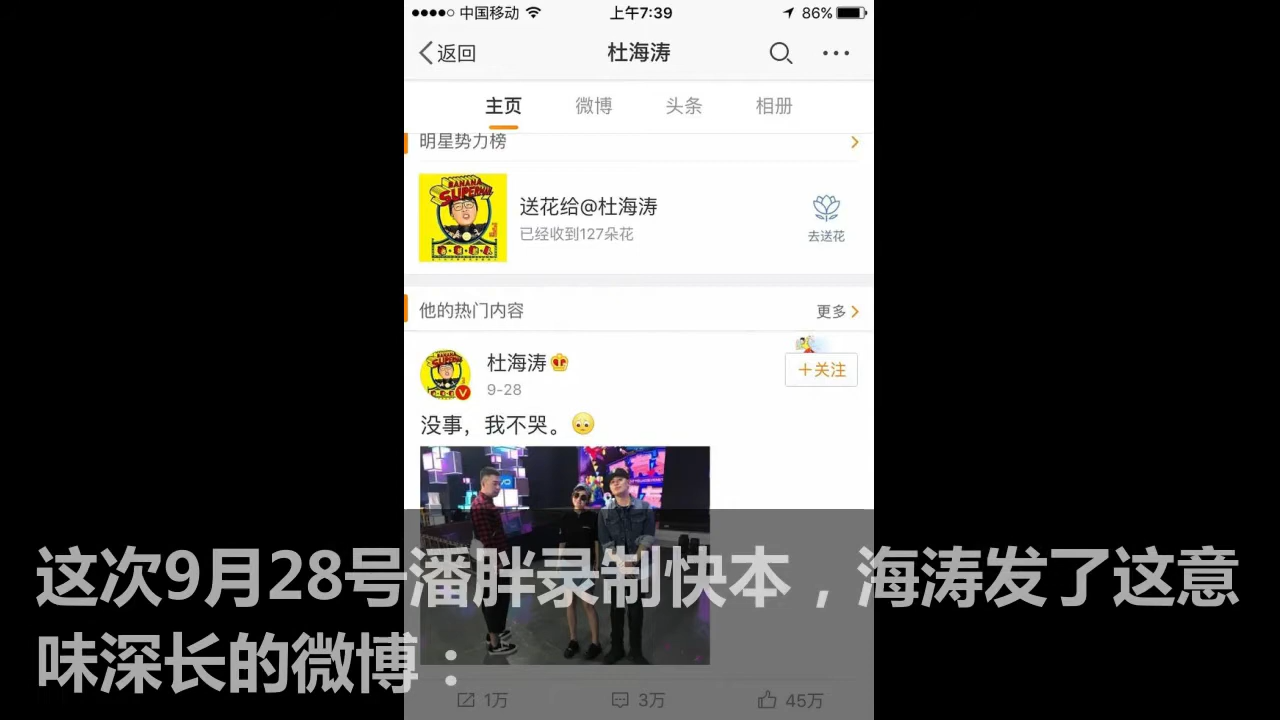 中国移动
上午7:39
86%
返回
杜海涛
主页
微博
头条
相册
明星势力榜
BANANA
SUPERMAN
送花给@杜海涛
已经收到127朵花
去送花
他的热门内容
更多
杜海涛
9-28
+关注
没事，我不哭。
这次9月28号潘胖录制快本，海涛发了这意
味深长的微博：
1万
3万
45万